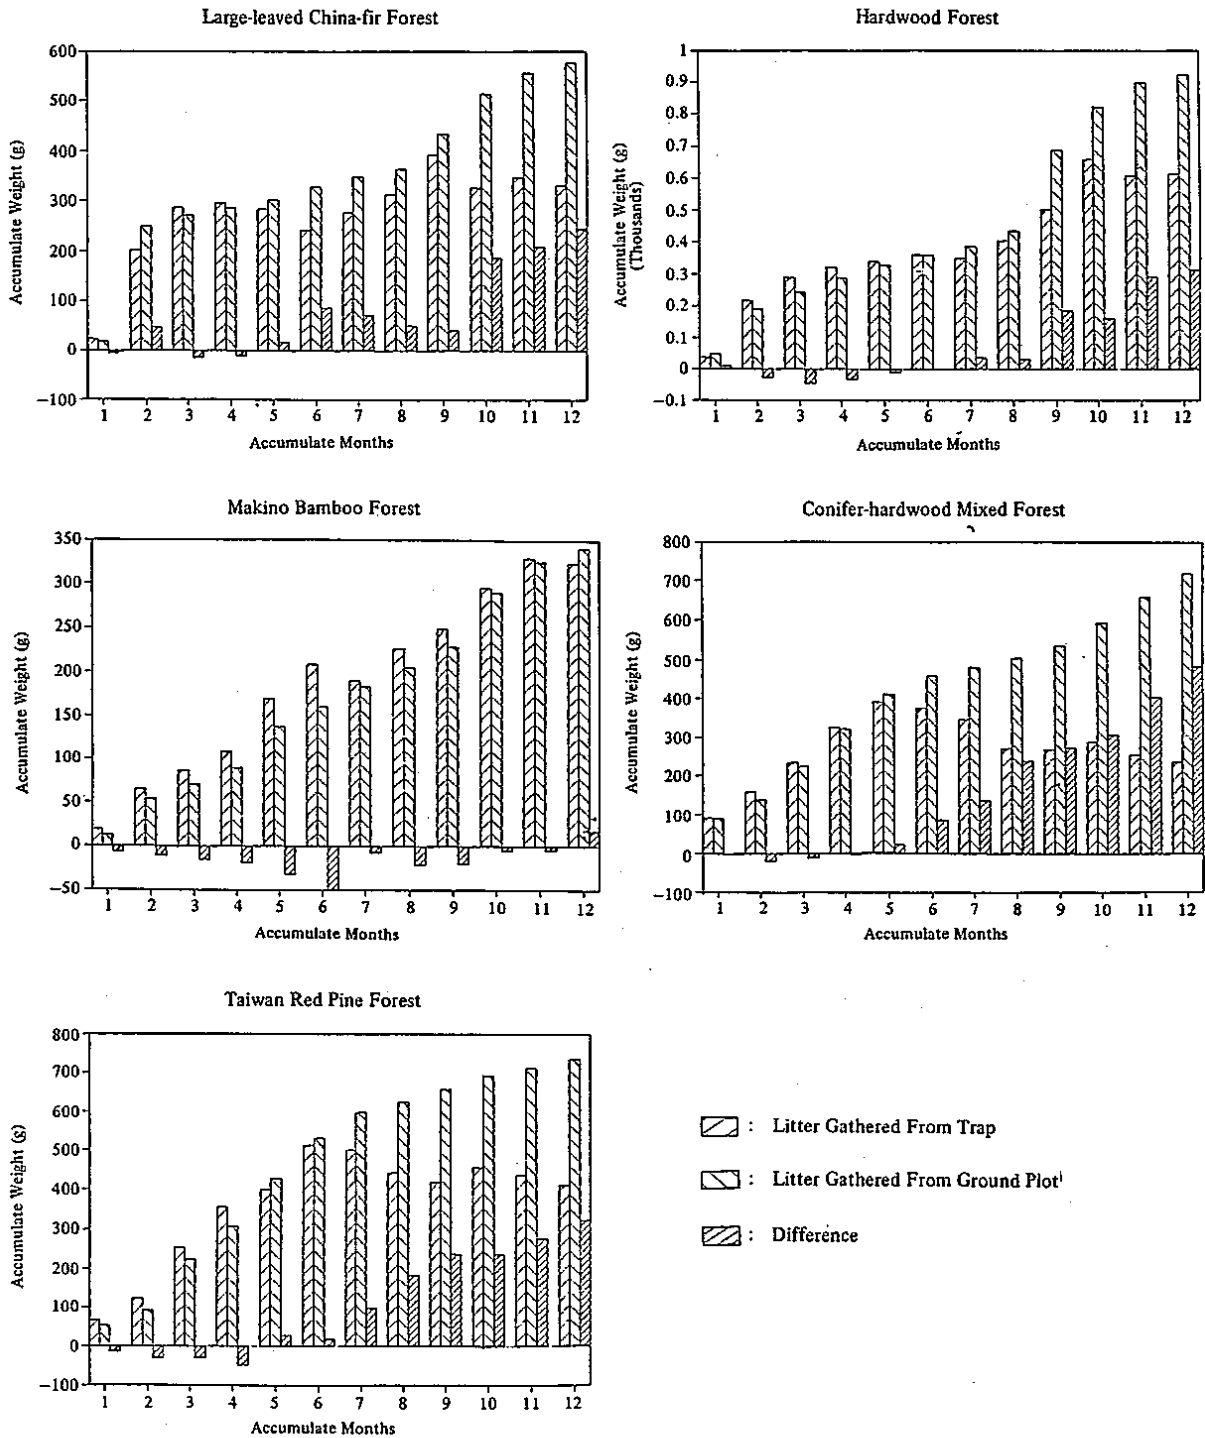 Large-leaved China-fir Forest
Accumulate Weight (g)
600
500
400
300
200
100
0
−100
1 2 3 4 5 6 7 8 9 10 11 12
Accumulate Months
Hardwood Forest
Accumulate Weight (g)
(Thousands)
1
0.9
0.8
0.7
0.6
0.5
0.4
0.3
0.2
0.1
0
−0.1
1 2 3 4 5 6 7 8 9 10 11 12
Accumulate Months
Makino Bamboo Forest
Accumulate Weight (g)
350
300
250
200
150
100
50
0
−50
1 2 3 4 5 6 7 8 9 10 11 12
Accumulate Months
Conifer-hardwood Mixed Forest
Accumulate Weight (g)
800
700
600
500
400
300
200
100
0
−100
1 2 3 4 5 6 7 8 9 10 11 12
Accumulate Months
Taiwan Red Pine Forest
Accumulate Weight (g)
800
700
600
500
400
300
200
100
0
−100
1 2 3 4 5 6 7 8 9 10 11 12
Accumulate Months
: Litter Gathered From Trap
: Litter Gathered From Ground Plot
: Difference